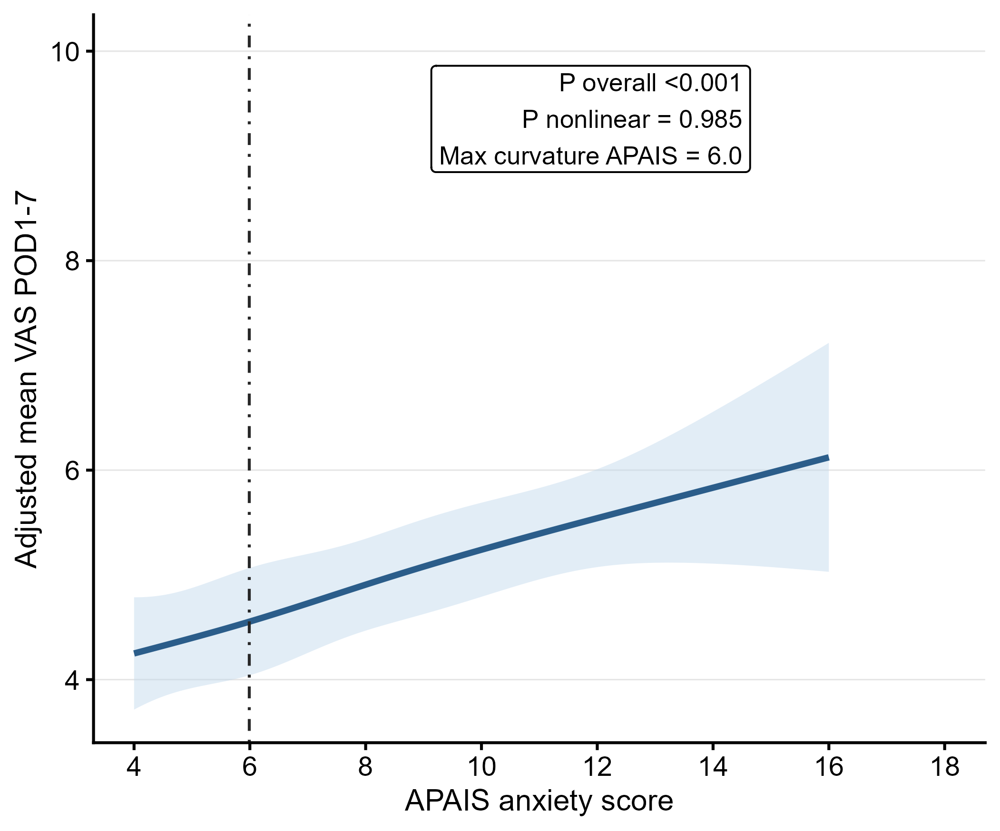 10
P overall <0.001
P nonlinear = 0.985
Max curvature APAIS = 6.0
8
6
4
Adjusted mean VAS POD1-7
4 6 8 10 12 14 16 18
APAIS anxiety score